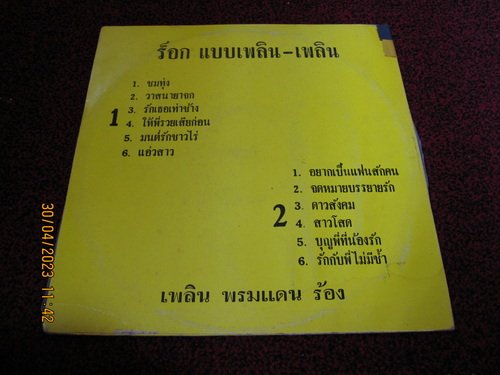 ร็อก แบบเพลิน-เพลิน
1
1. ชมทุ่ง
2. วาสนายาจก
3. รักเธอเท่าช้าง
4. ให้พี่รวยเสียก่อน
5. มนต์รักชาวไร่
6. แอ่วสาว
2
1. อยากเป็นแฟนสักคน
2. จดหมายบรรยายรัก
3. ดาวสังคม
4. สาวโสด
5. บุญพี่ที่น้องรัก
6. รักกับพี่ไม่มีช้ำ
เพลิน พรมแดน ร้อง
30/04/2023 11:42